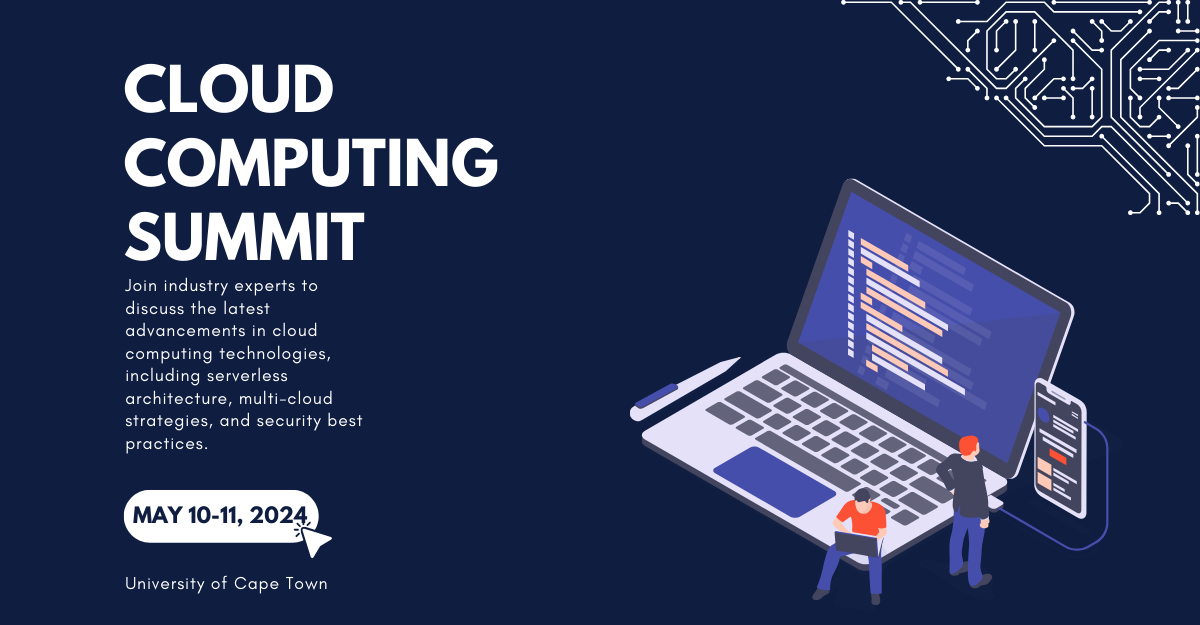 CLOUD
COMPUTING
SUMMIT
Join industry experts to
discuss the latest
advancements in cloud
computing technologies,
including serverless
architecture, multi-cloud
strategies, and security best
practices.
MAY 10-11, 2024
University of Cape Town